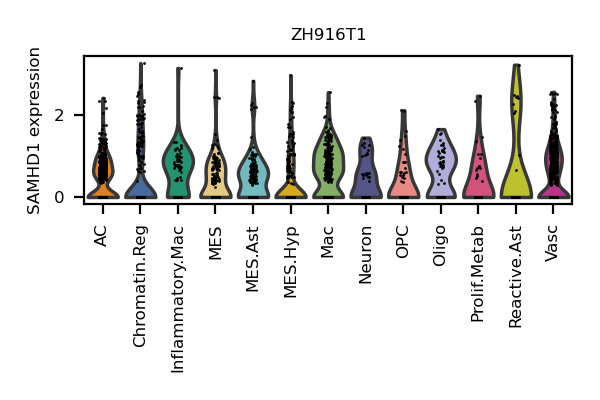 ZH916T1
SAMHD1 expression
2
0
AC
Chromatin.Reg
Inflammatory.Mac
MES
MES.Ast
MES.Hyp
Mac
Neuron
OPC
Oligo
Prolif.Metab
Reactive.Ast
Vasc